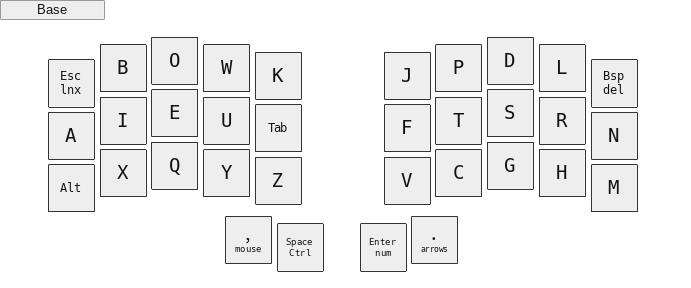 Base
Esc lnx B O W K J P D L Bsp del
A I E U Tab F T S R N
Alt X Q Y Z V C G H M
, mouse Space Ctrl Enter num . arrows